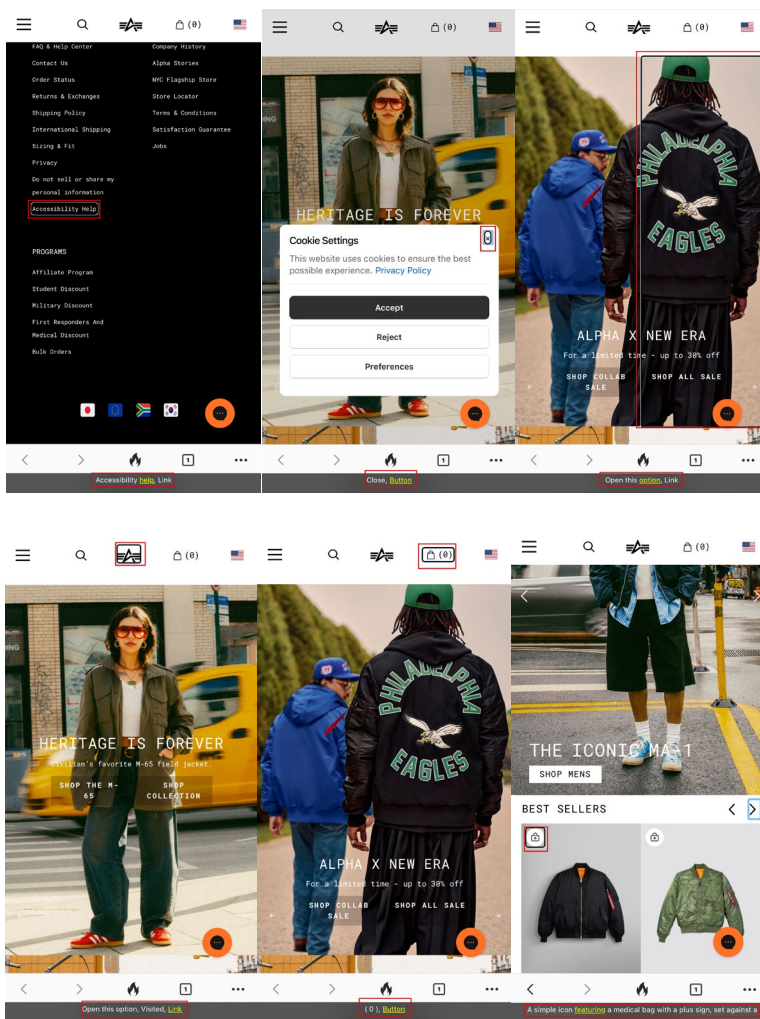 (0)
FAQ & Help Center
Contact Us
Order Status
Returns & Exchanges
Shipping Policy
International Shipping
Sizing & Fit
Privacy
Do not sell or share my
personal information
Accessibility Help
Company History
Alpha Stories
NYC Flagship Store
Store Locator
Terms & Conditions
Satisfaction Guarantee
Jobs
PROGRAMS
Affiliate Program
Student Discount
Military Discount
First Responders And
Medical Discount
Bulk Orders
1
Accessibility help, Link
(0)
HERITAGE IS FOREVER
Cookie Settings
This website uses cookies to ensure the best
possible experience. Privacy Policy
Accept
Reject
Preferences
1
Close, Button
(0)
PHILADELPHIA
EAGLES
ALPHA X NEW ERA
For a limited time - up to 30% off
SHOP COLLAB
SALE
SHOP ALL SALE
1
Open this option, Link
(0)
HERITAGE IS FOREVER
Civilian's favorite M-65 field jacket.
SHOP THE M-
65
SHOP
COLLECTION
1
Open this option, Visited, Link
(0)
PHILADELPHIA
EAGLES
ALPHA X NEW ERA
For a limited time - up to 30% off
SHOP COLLAB
SALE
SHOP ALL SALE
1
( 0 ), Button
(0)
THE ICONIC MA-1
SHOP MENS
BEST SELLERS
1
A simple icon featuring a medical bag with a plus sign, set against a